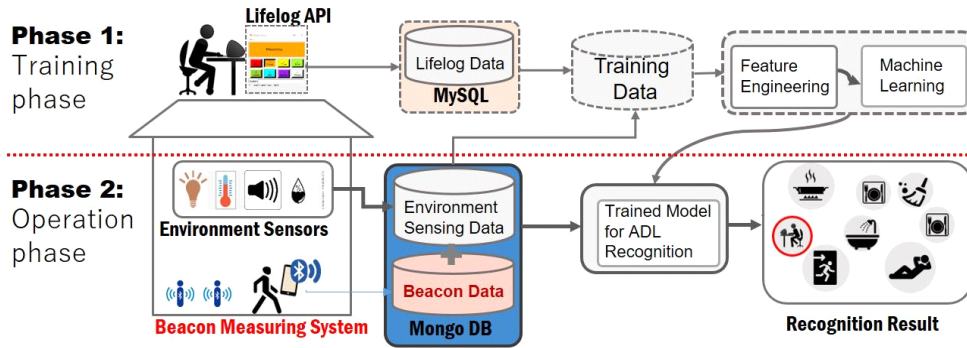 Phase 1:
Training
phase
Lifelog API
Lifelog Data
MySQL
Training
Data
Feature
Engineering
Machine
Learning
Phase 2:
Operation
phase
Environment Sensors
Beacon Measuring System
Environment
Sensing Data
Beacon Data
Mongo DB
Trained Model
for ADL
Recognition
Recognition Result